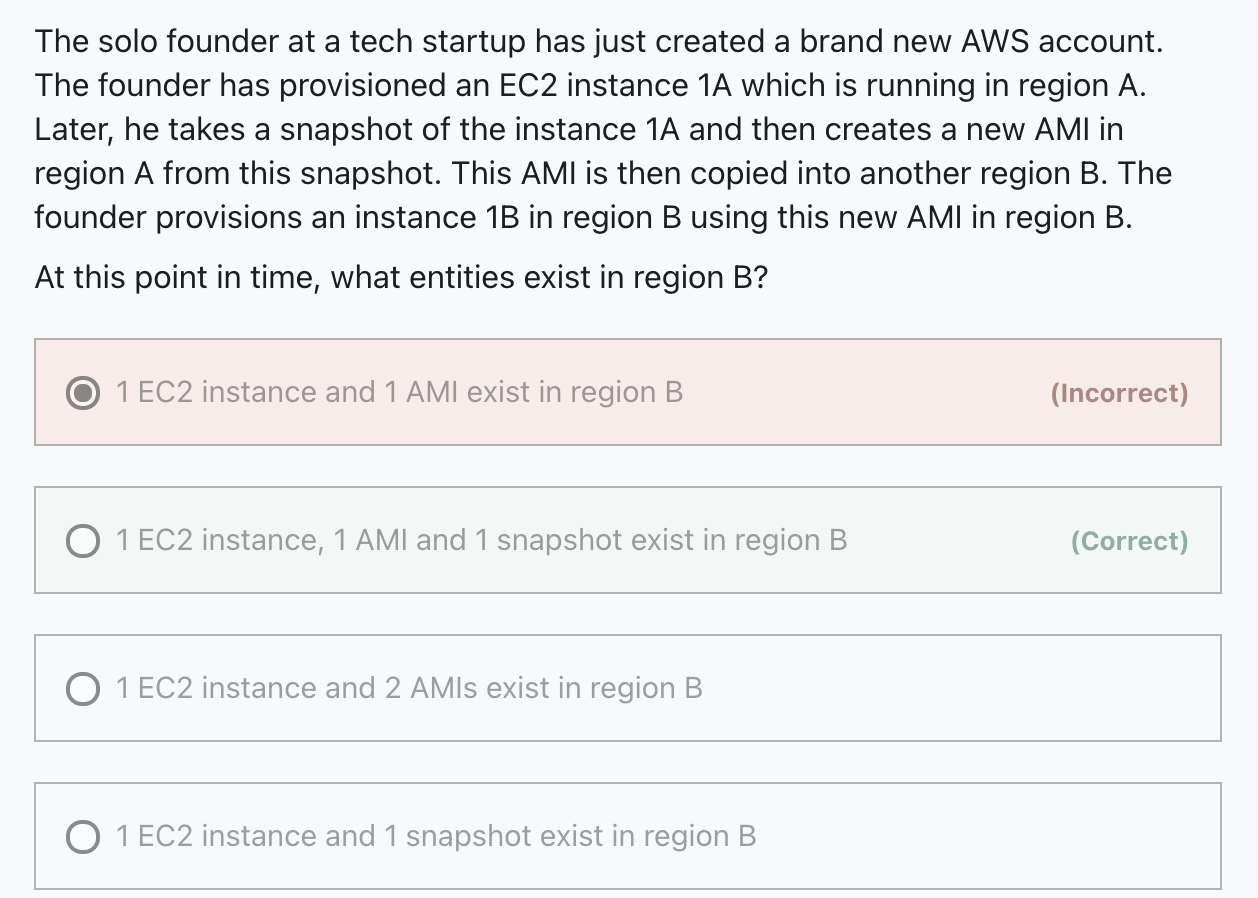 The solo founder at a tech startup has just created a brand new AWS account.
The founder has provisioned an EC2 instance 1A which is running in region A.
Later, he takes a snapshot of the instance 1A and then creates a new AMI in
region A from this snapshot. This AMI is then copied into another region B. The
founder provisions an instance 1B in region B using this new AMI in region B.
At this point in time, what entities exist in region B?
1 EC2 instance and 1 AMI exist in region B (Incorrect)
1 EC2 instance, 1 AMI and 1 snapshot exist in region B (Correct)
1 EC2 instance and 2 AMIs exist in region B
1 EC2 instance and 1 snapshot exist in region B